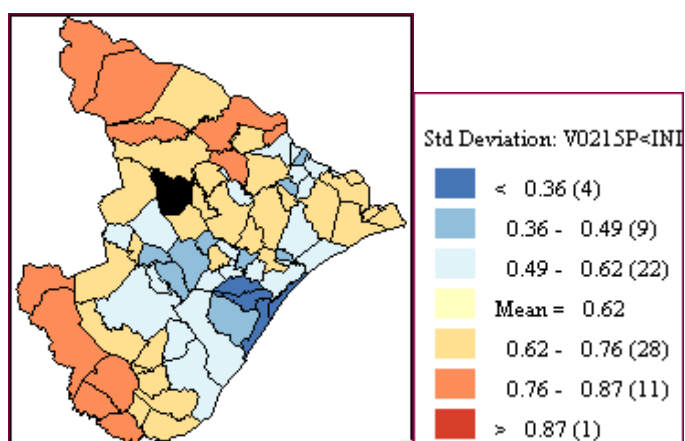 Std Deviation: V0215P<INI
< 0.36 (4)
0.36 - 0.49 (9)
0.49 - 0.62 (22)
Mean = 0.62
0.62 - 0.76 (28)
0.76 - 0.87 (11)
> 0.87 (1)